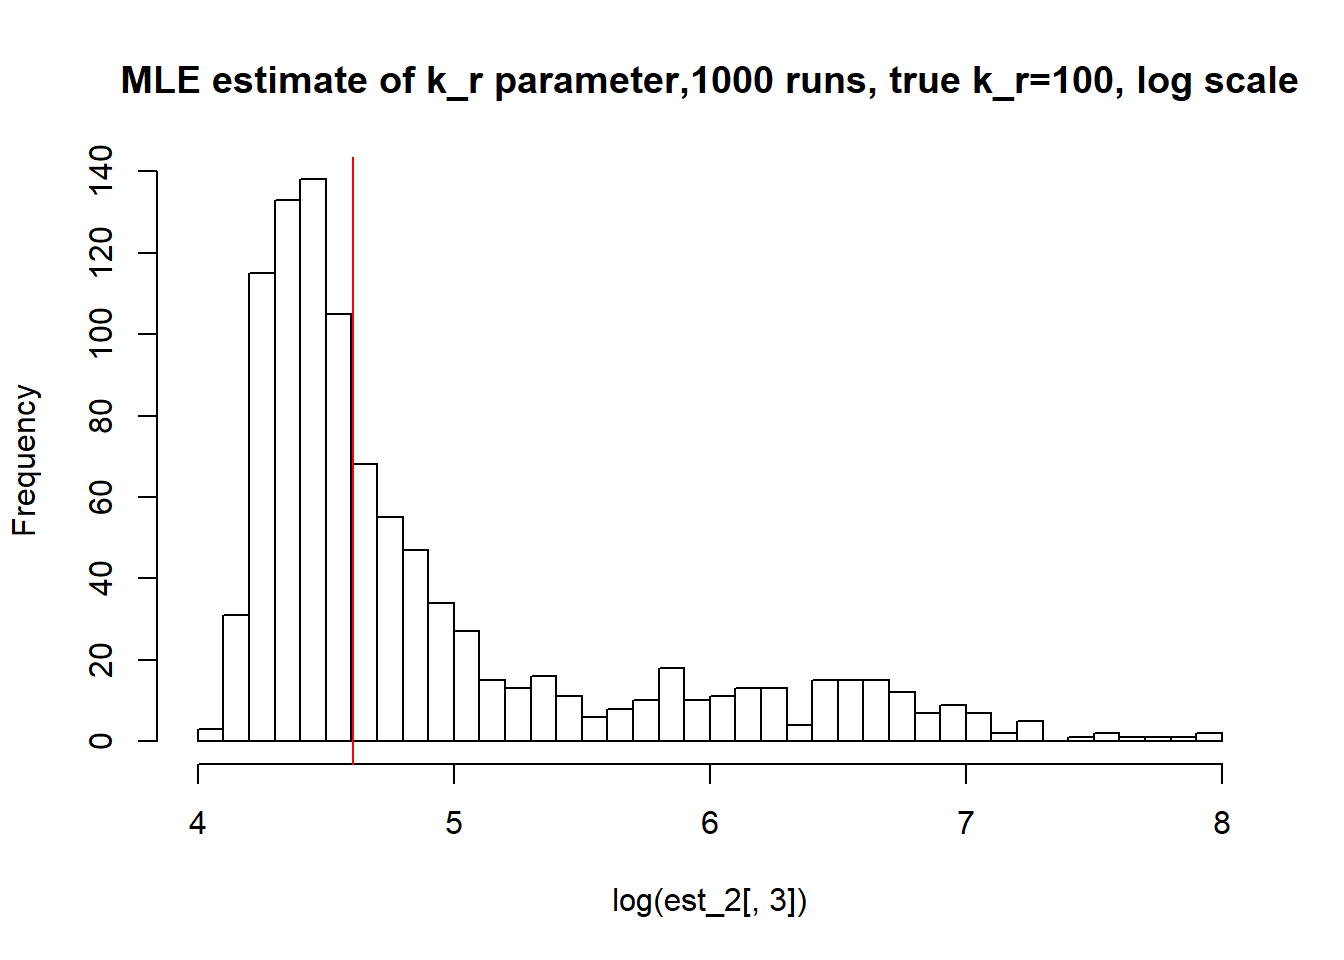 MLE estimate of k_r parameter,1000 runs, true k_r=100, log scale
Frequency
140
120
100
80
60
40
20
0
4 5 6 7 8
log(est_2[, 3])